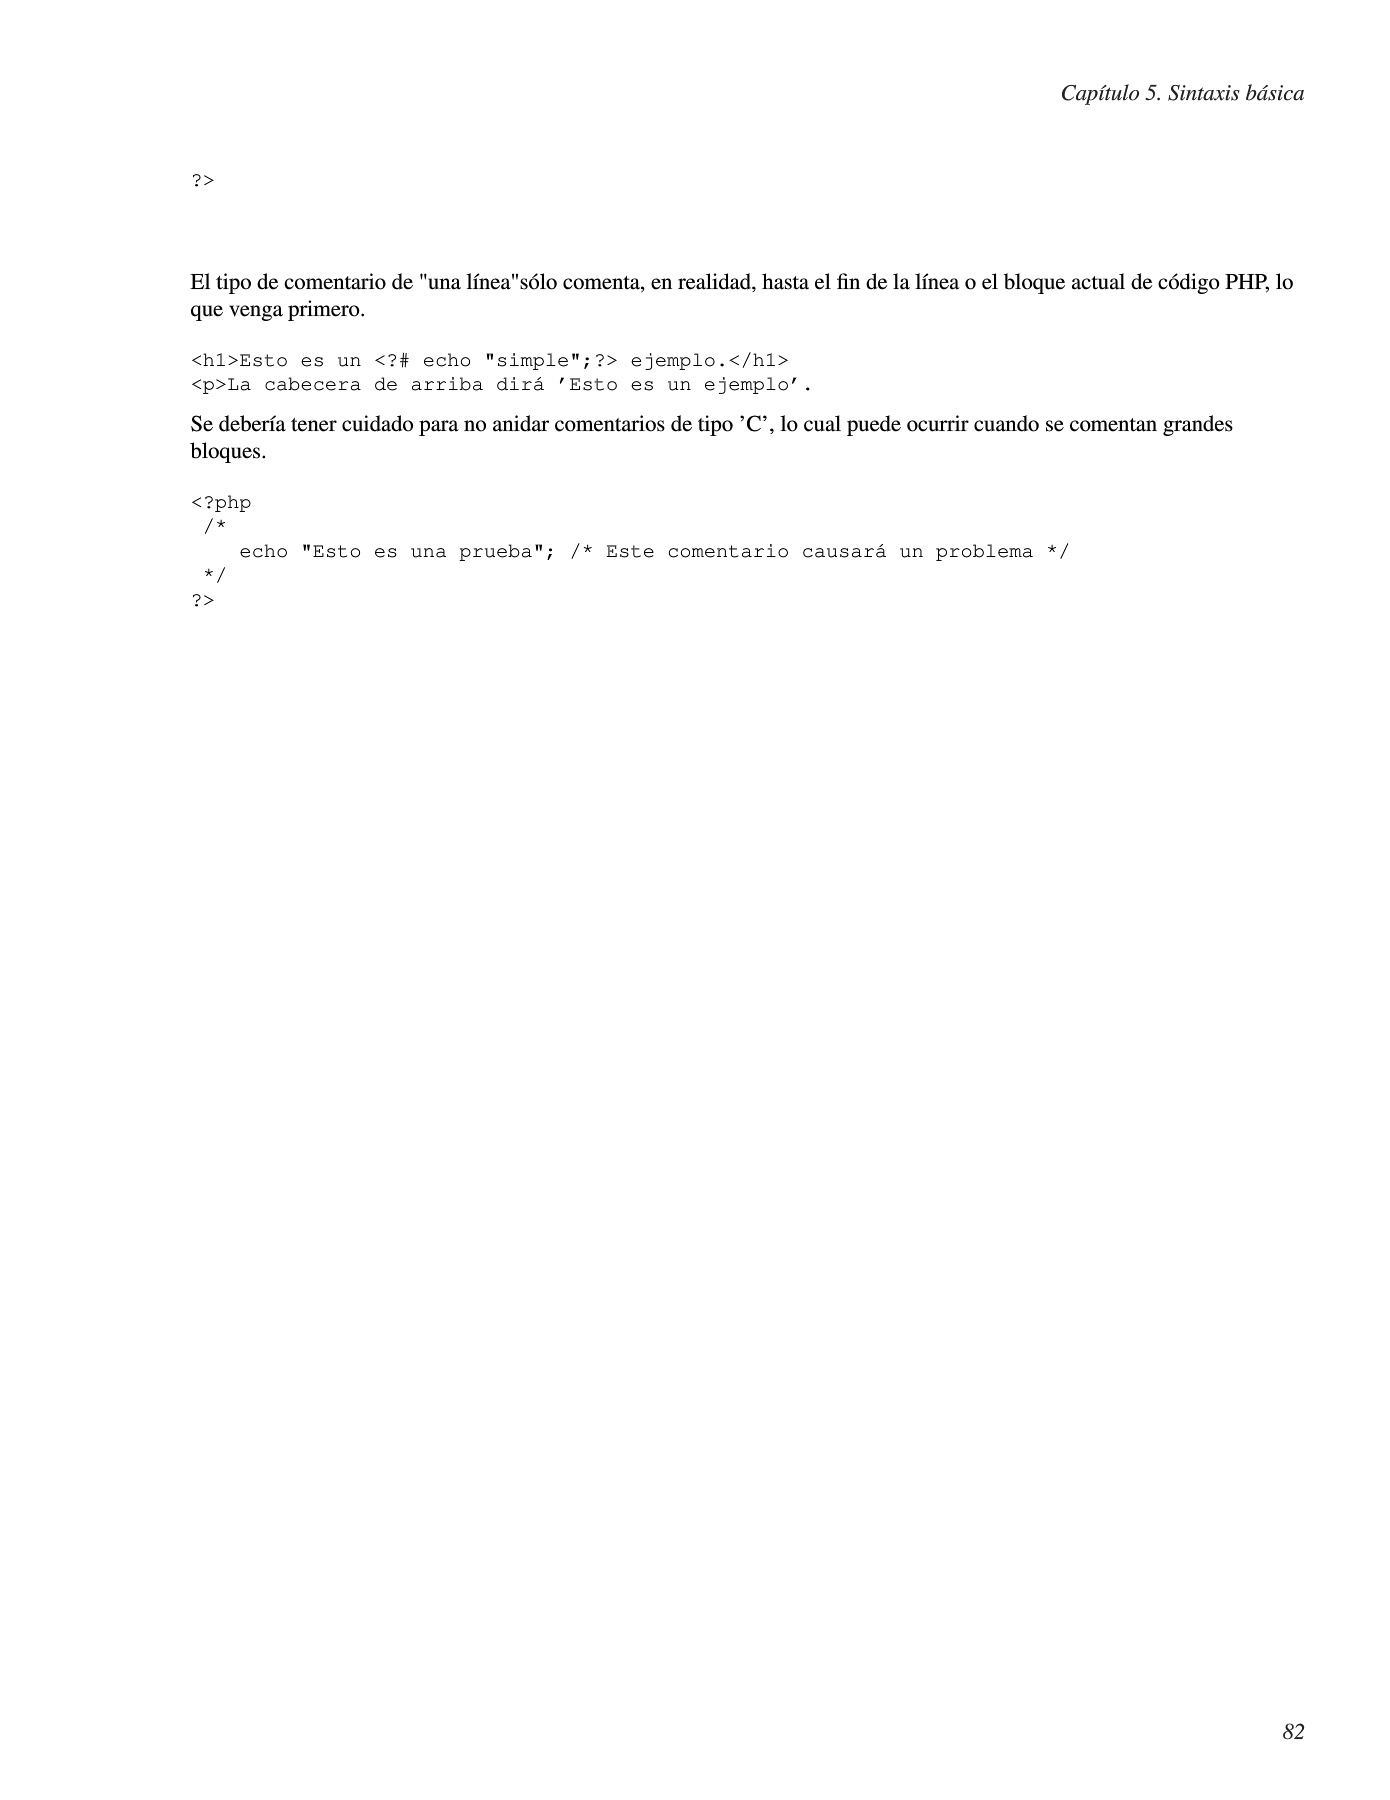 Capítulo 5. Sintaxis básica
?>
El tipo de comentario de "una línea"sólo comenta, en realidad, hasta el fin de la línea o el bloque actual de código PHP, lo
que venga primero.
<h1>Esto es un <?# echo "simple";?> ejemplo.</h1>
<p>La cabecera de arriba dirá ’Esto es un ejemplo’.
Se debería tener cuidado para no anidar comentarios de tipo ’C’, lo cual puede ocurrir cuando se comentan grandes
bloques.
<?php
 /*
    echo "Esto es una prueba"; /* Este comentario causará un problema */
 */
?>
82